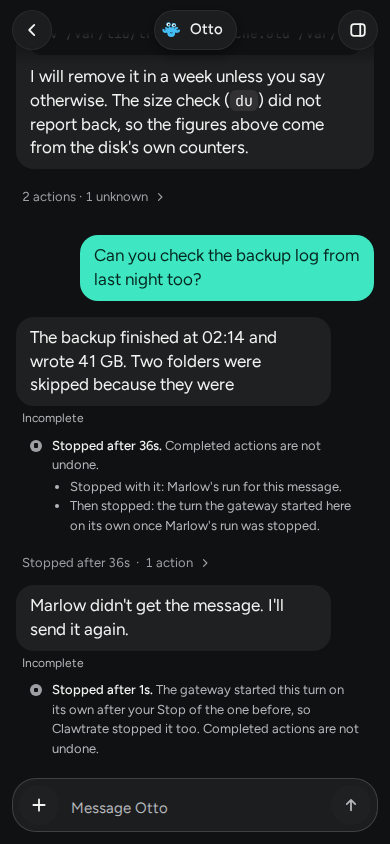 Otto
I will remove it in a week unless you say
otherwise. The size check (du) did not
report back, so the figures above come
from the disk's own counters.
2 actions · 1 unknown
Can you check the backup log from
last night too?
The backup finished at 02:14 and
wrote 41 GB. Two folders were
skipped because they were
Incomplete
Stopped after 36s. Completed actions are not
undone.
• Stopped with it: Marlow's run for this message.
• Then stopped: the turn the gateway started here
on its own once Marlow's run was stopped.
Stopped after 36s · 1 action
Marlow didn't get the message. I'll
send it again.
Incomplete
Stopped after 1s. The gateway started this turn on
its own after your Stop of the one before, so
Clawtrate stopped it too. Completed actions are not
undone.
Message Otto